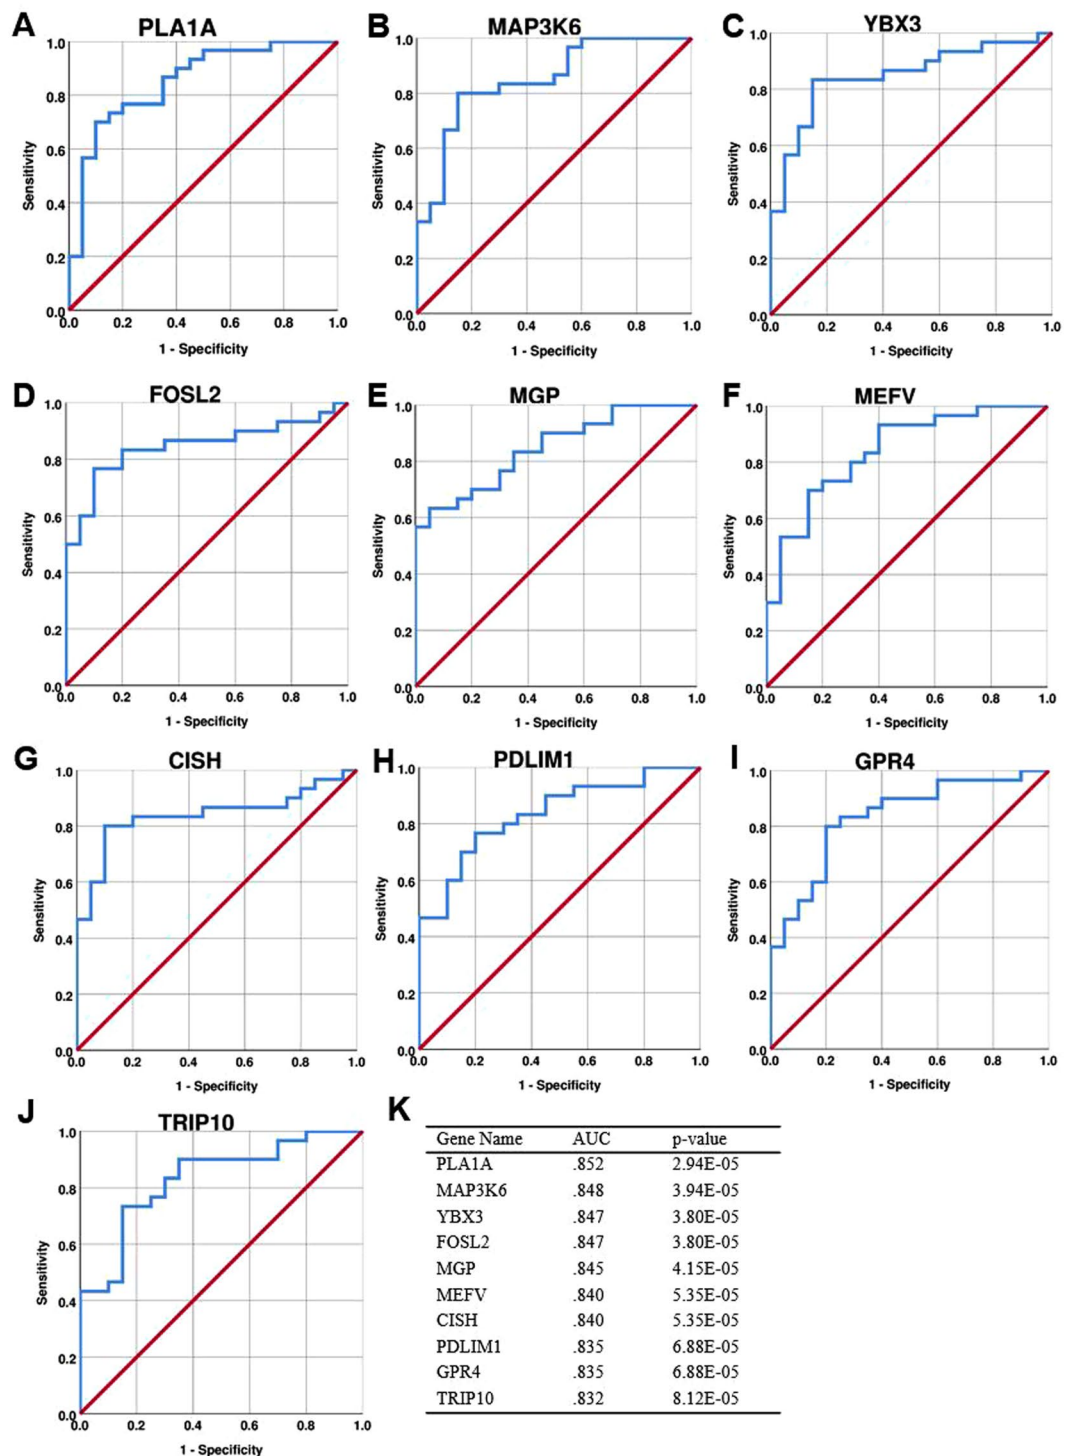 A
PLA1A
1.0
0.8
0.6
0.4
0.2
0.0
Sensitivity
0.0 0.2 0.4 0.6 0.8 1.0
1 - Specificity
B
MAP3K6
1.0
0.8
0.6
0.4
0.2
0.0
Sensitivity
0.0 0.2 0.4 0.6 0.8 1.0
1 - Specificity
C
YBX3
1.0
0.8
0.6
0.4
0.2
0.0
Sensitivity
0.0 0.2 0.4 0.6 0.8 1.0
1 - Specificity
D
FOSL2
1.0
0.8
0.6
0.4
0.2
0.0
Sensitivity
0.0 0.2 0.4 0.6 0.8 1.0
1 - Specificity
E
MGP
1.0
0.8
0.6
0.4
0.2
0.0
Sensitivity
0.0 0.2 0.4 0.6 0.8 1.0
1 - Specificity
F
MEFV
1.0
0.8
0.6
0.4
0.2
0.0
Sensitivity
0.0 0.2 0.4 0.6 0.8 1.0
1 - Specificity
G
CISH
1.0
0.8
0.6
0.4
0.2
0.0
Sensitivity
0.0 0.2 0.4 0.6 0.8 1.0
1 - Specificity
H
PDLIM1
1.0
0.8
0.6
0.4
0.2
0.0
Sensitivity
0.0 0.2 0.4 0.6 0.8 1.0
1 - Specificity
I
GPR4
1.0
0.8
0.6
0.4
0.2
0.0
Sensitivity
0.0 0.2 0.4 0.6 0.8 1.0
1 - Specificity
J
TRIP10
1.0
0.8
0.6
0.4
0.2
0.0
Sensitivity
0.0 0.2 0.4 0.6 0.8 1.0
1 - Specificity
K
Gene Name AUC p-value
PLA1A .852 2.94E-05
MAP3K6 .848 3.94E-05
YBX3 .847 3.80E-05
FOSL2 .847 3.80E-05
MGP .845 4.15E-05
MEFV .840 5.35E-05
CISH .840 5.35E-05
PDLIM1 .835 6.88E-05
GPR4 .835 6.88E-05
TRIP10 .832 8.12E-05